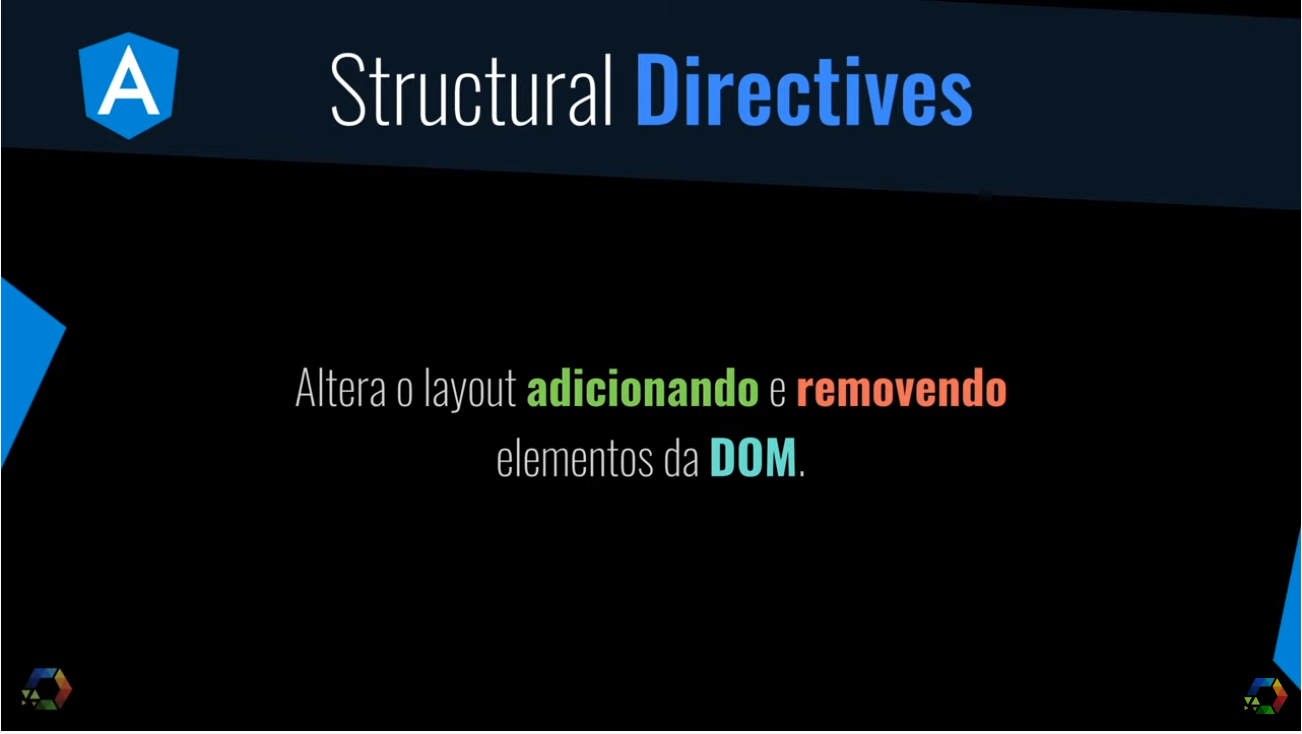 A
Structural Directives
Altera o layout adicionando e removendo
elementos da DOM.